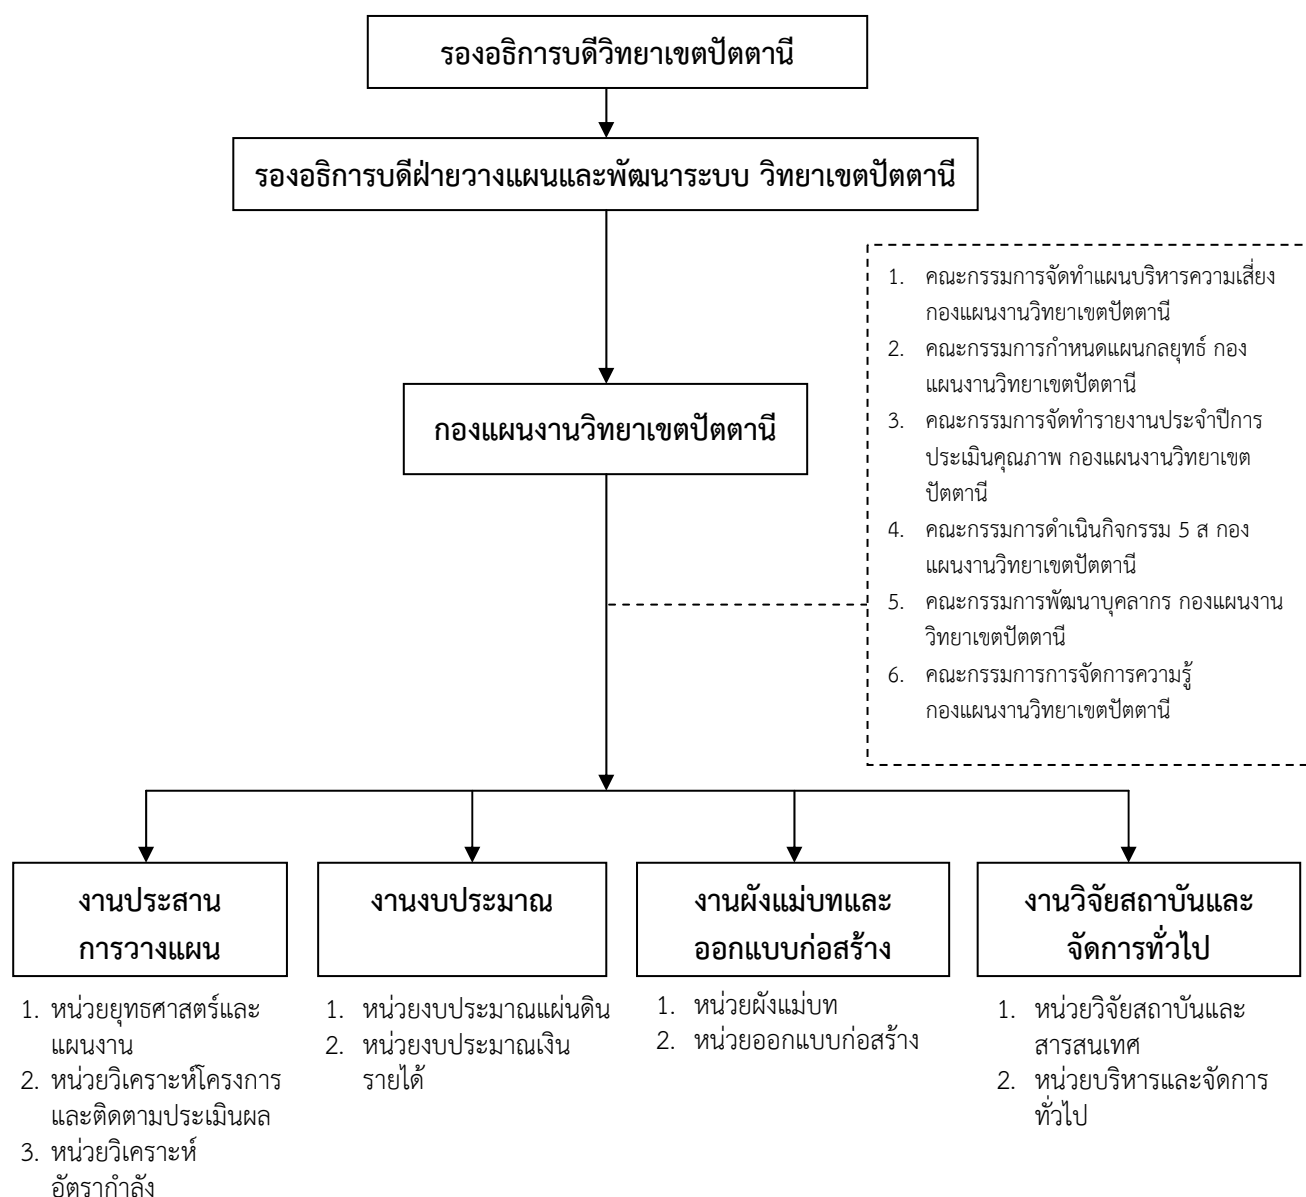 รองอธิการบดีวิทยาเขตปัตตานี
รองอธิการบดีฝ่ายวางแผนและพัฒนาระบบ วิทยาเขตปัตตานี
กองแผนงานวิทยาเขตปัตตานี
1. คณะกรรมการจัดทำแผนบริหารความเสี่ยง
กองแผนงานวิทยาเขตปัตตานี
2. คณะกรรมการกำหนดแผนกลยุทธ์ กอง
แผนงานวิทยาเขตปัตตานี
3. คณะกรรมการจัดทำรายงานประจำปีการ
ประเมินคุณภาพ กองแผนงานวิทยาเขต
ปัตตานี
4. คณะกรรมการดำเนินกิจกรรม 5 ส กอง
แผนงานวิทยาเขตปัตตานี
5. คณะกรรมการพัฒนาบุคลากร กองแผนงาน
วิทยาเขตปัตตานี
6. คณะกรรมการการจัดการความรู้
กองแผนงานวิทยาเขตปัตตานี
งานประสาน
การวางแผน
1. หน่วยยุทธศาสตร์และ
แผนงาน
2. หน่วยวิเคราะห์โครงการ
และติดตามประเมินผล
3. หน่วยวิเคราะห์
อัตรากำลัง
งานงบประมาณ
1. หน่วยงบประมาณแผ่นดิน
2. หน่วยงบประมาณเงิน
รายได้
งานผังแม่บทและ
ออกแบบก่อสร้าง
1. หน่วยผังแม่บท
2. หน่วยออกแบบก่อสร้าง
งานวิจัยสถาบันและ
จัดการทั่วไป
1. หน่วยวิจัยสถาบันและ
สารสนเทศ
2. หน่วยบริหารและจัดการ
ทั่วไป